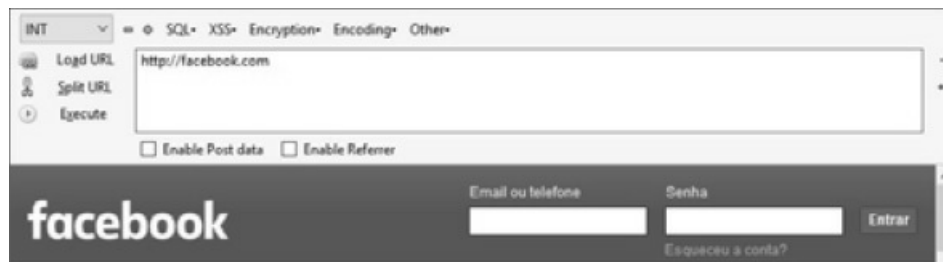 INT SQL- XSS- Encryption- Encoding- Other-
Load URL http://facebook.com
Split URL
Execute
Enable Post data Enable Referrer
Email ou telefone Senha
facebook Entrar
Esqueceu a conta?